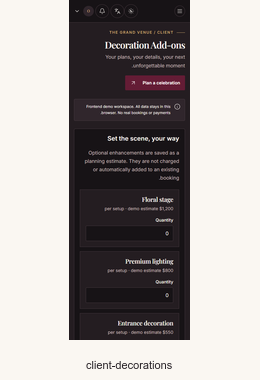 THE GRAND VENUE / CLIENT
Decoration Add-ons
Your plans, your details, your next
.unforgettable moment
Plan a celebration
Frontend demo workspace. All data stays in this
.browser. No real bookings or payments
Set the scene, your way
Optional enhancements are saved as a
planning estimate. They are not charged
or automatically added to an existing
.booking
Floral stage
per setup · demo estimate $1,200
Quantity
0
Premium lighting
per setup · demo estimate $800
Quantity
0
Entrance decoration
per setup · demo estimate $550
client-decorations